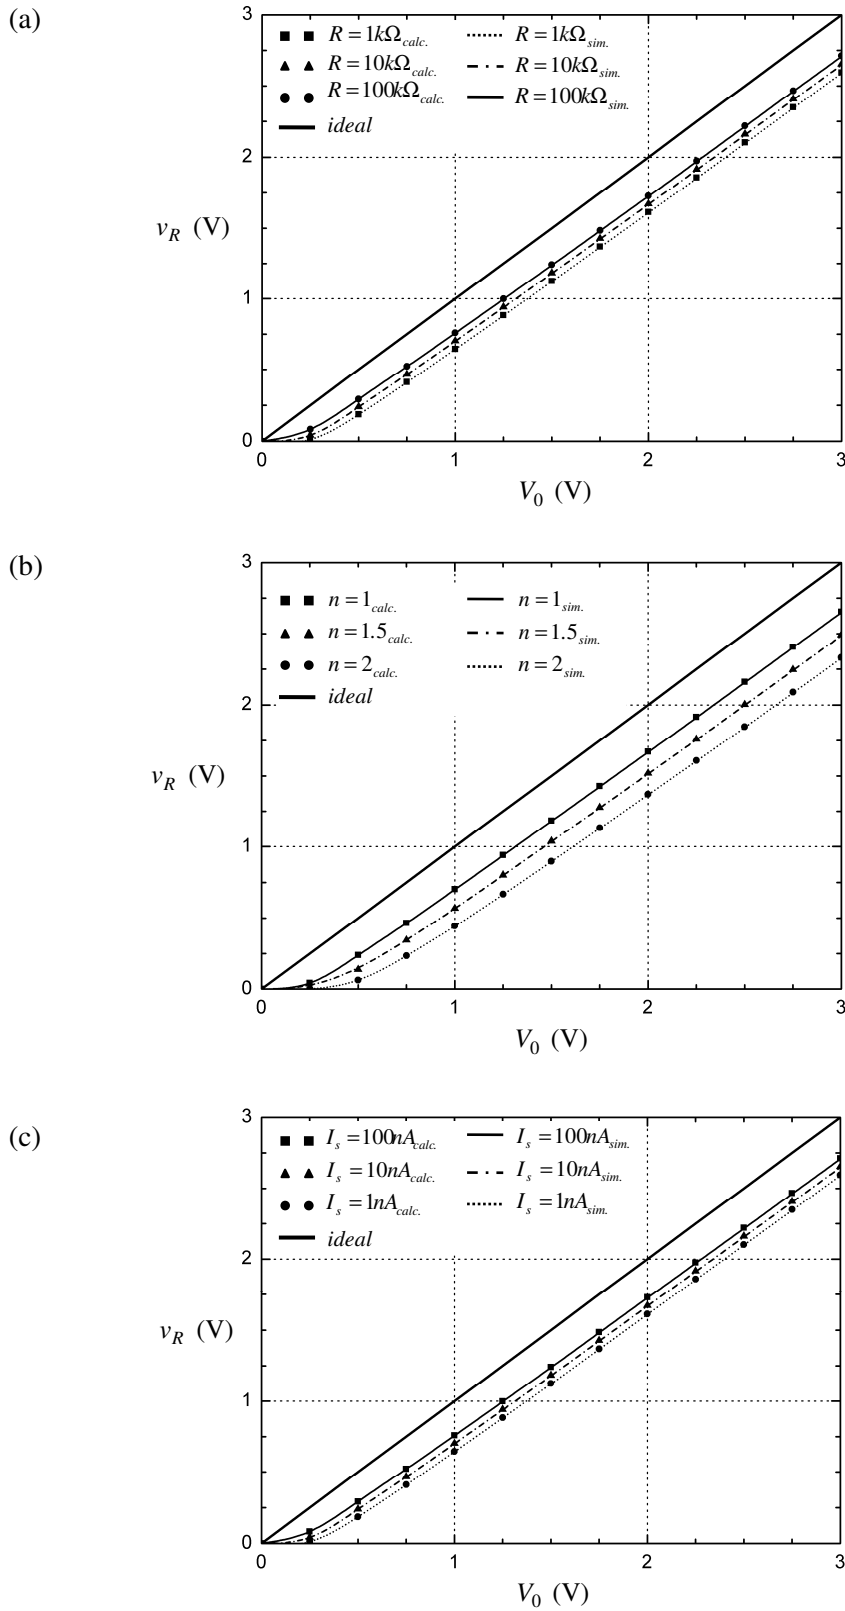 (a)
R = 1kΩcalc. R = 1kΩsim.
R = 10kΩcalc. R = 10kΩsim.
R = 100kΩcalc. R = 100kΩsim.
ideal
3
2
1
0
vR (V)
0 1 2 3
V0 (V)
(b)
n = 1calc. n = 1sim.
n = 1.5calc. n = 1.5sim.
n = 2calc. n = 2sim.
ideal
3
2
1
0
vR (V)
0 1 2 3
V0 (V)
(c)
Is = 100nAcalc. Is = 100nAsim.
Is = 10nAcalc. Is = 10nAsim.
Is = 1nAcalc. Is = 1nAsim.
ideal
3
2
1
0
vR (V)
0 1 2 3
V0 (V)